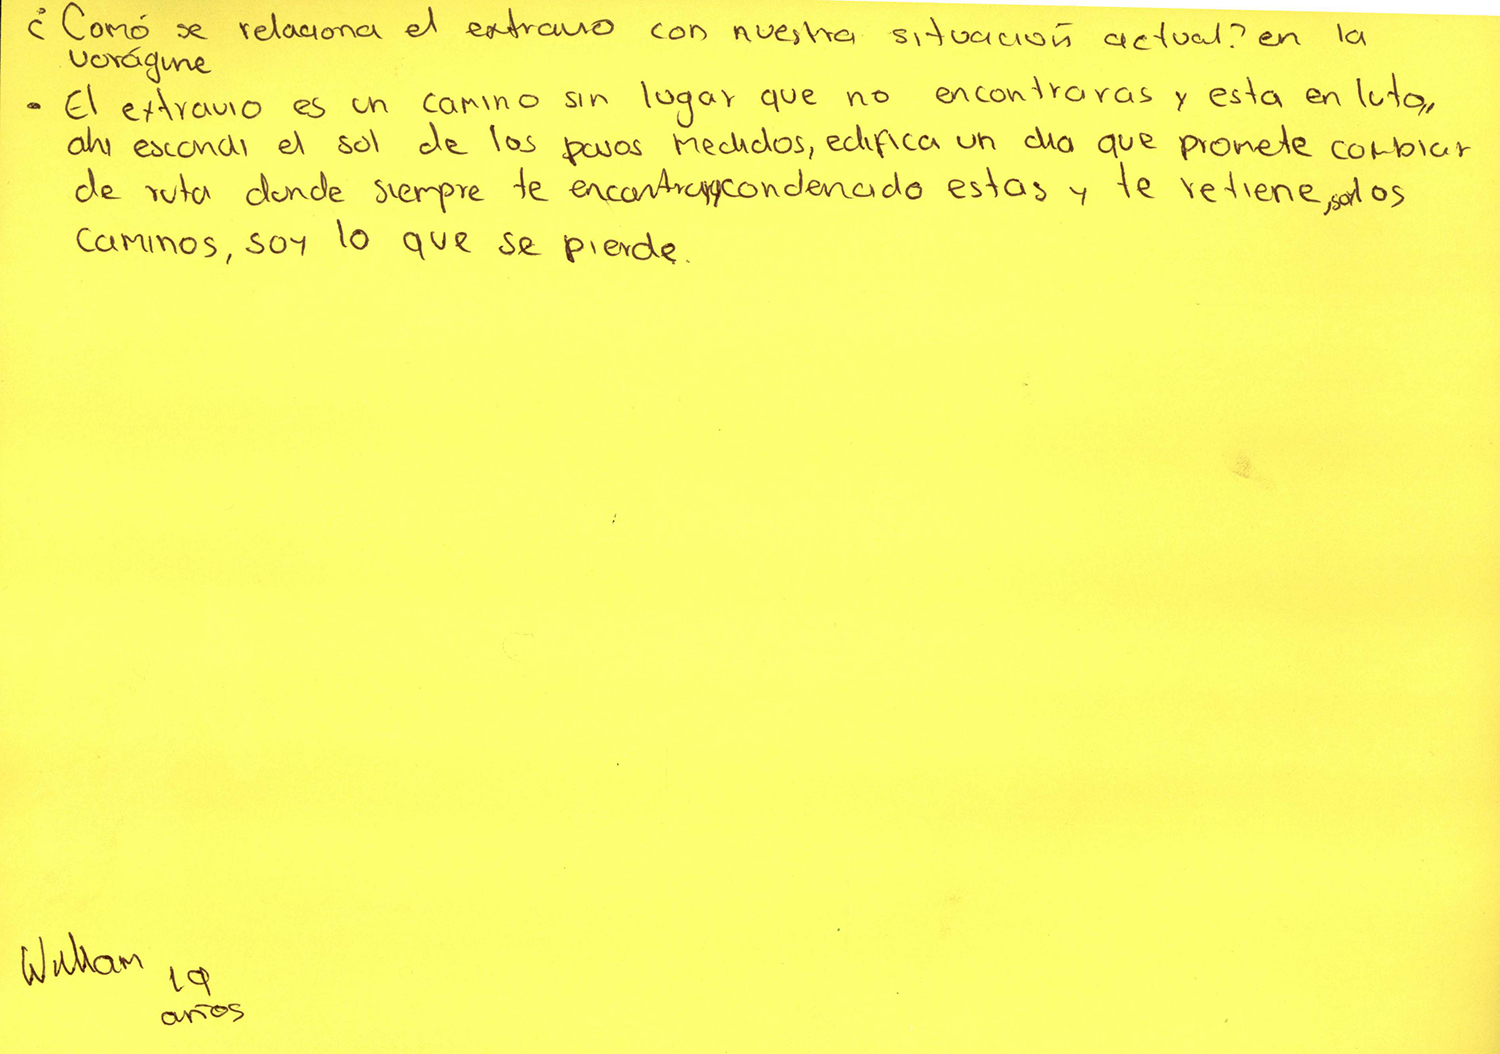 ¿Comó se relaciona el extravio con nuestra situación actual? en la
vorágine
- El extravio es un camino sin lugar que no encontraras y esta en luto,,
ahi escondi el sol de los pasos medidos, edifica un dia que promete cambiar
de ruta donde siempre te encontrary condenado estas y te retiene, son los
caminos, soy lo que se pierde.
William 19
años